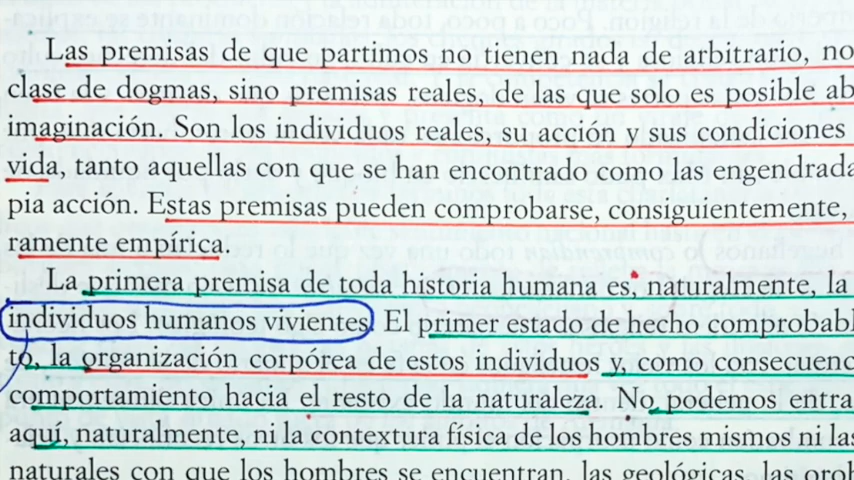 Las premisas de que partimos no tienen nada de arbitrario, no
clase de dogmas, sino premisas reales, de las que solo es posible ab
imaginación. Son los individuos reales, su acción y sus condiciones
vida, tanto aquellas con que se han encontrado como las engendrada
pia acción. Estas premisas pueden comprobarse, consiguientemente,
ramente empírica.
La primera premisa de toda historia humana es, naturalmente, la
individuos humanos vivientes. El primer estado de hecho comprobabl
to, la organización corpórea de estos individuos y, como consecuenc
comportamiento hacia el resto de la naturaleza. No podemos entra
aquí, naturalmente, ni la contextura física de los hombres mismos ni las
naturales con que los hombres se encuentran, las geológicas, las oroh